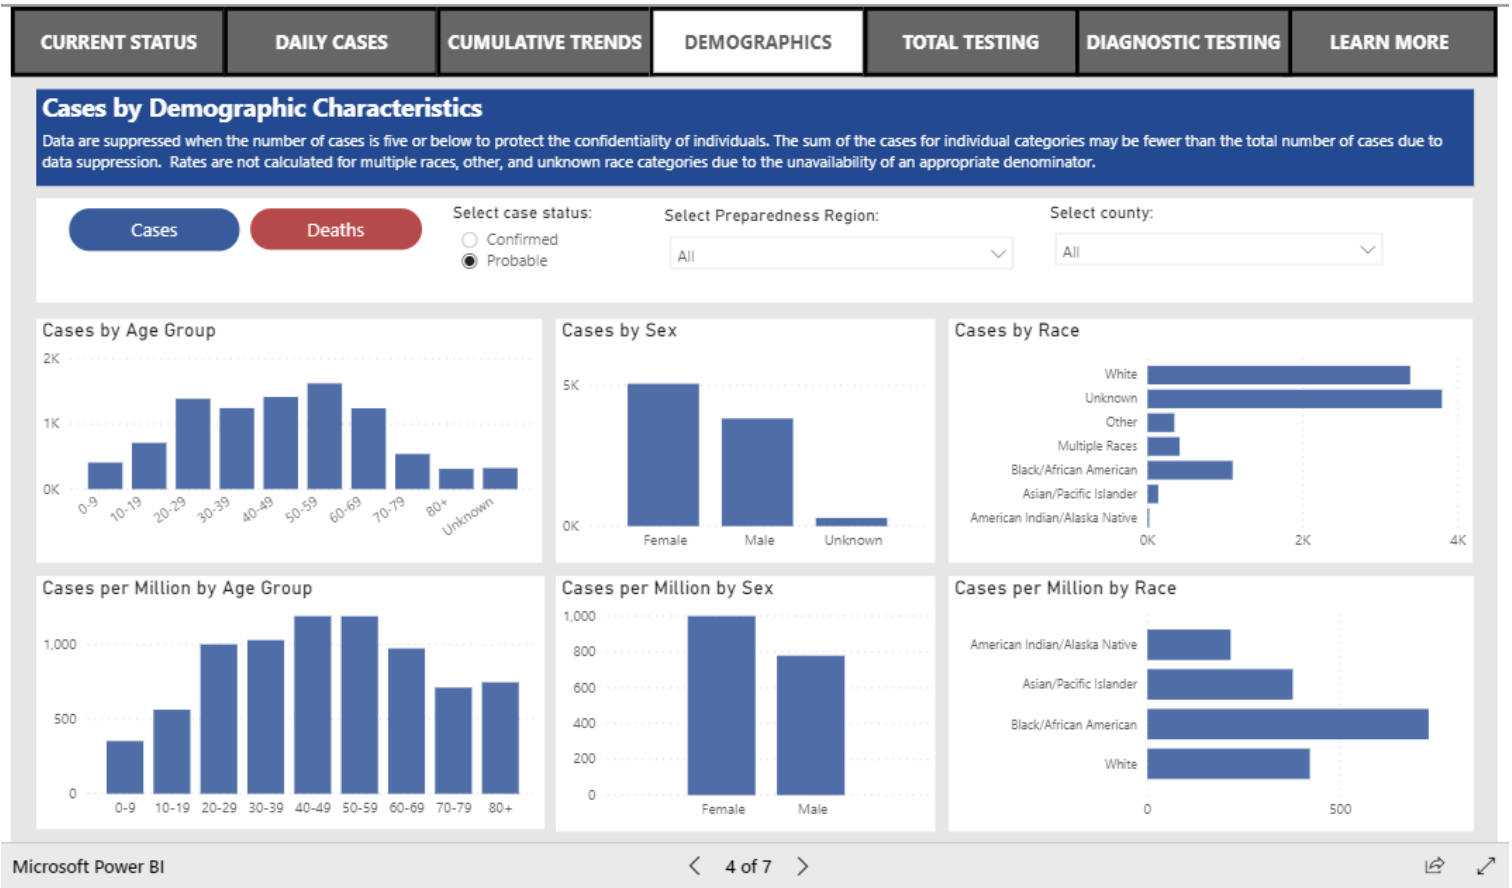 CURRENT STATUS
DAILY CASES
CUMULATIVE TRENDS
DEMOGRAPHICS
TOTAL TESTING
DIAGNOSTIC TESTING
LEARN MORE
Cases by Demographic Characteristics
Data are suppressed when the number of cases is five or below to protect the confidentiality of individuals. The sum of the cases for individual categories may be fewer than the total number of cases due to
data suppression.  Rates are not calculated for multiple races, other, and unknown race categories due to the unavailability of an appropriate denominator.
Cases
Deaths
Select case status:
Confirmed
Probable
Select Preparedness Region:
All
Select county:
All
Cases by Age Group
2K
1K
0K
0-9
10-19
20-29
30-39
40-49
50-59
60-69
70-79
80+
Unknown
Cases by Sex
5K
0K
Female
Male
Unknown
Cases by Race
White
Unknown
Other
Multiple Races
Black/African American
Asian/Pacific Islander
American Indian/Alaska Native
0K
2K
4K
Cases per Million by Age Group
1,000
500
0
0-9
10-19
20-29
30-39
40-49
50-59
60-69
70-79
80+
Cases per Million by Sex
1,000
800
600
400
200
0
Female
Male
Cases per Million by Race
American Indian/Alaska Native
Asian/Pacific Islander
Black/African American
White
0
500
Microsoft Power BI
4 of 7